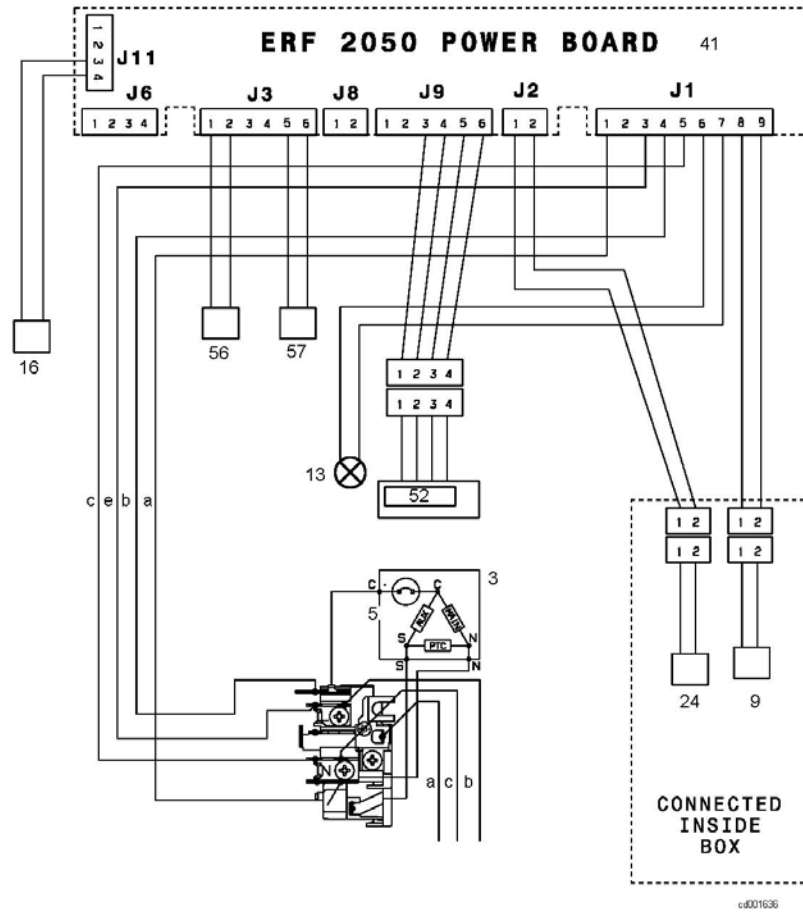 ERF 2050 POWER BOARD 41
1
2
3
4
J11
J6 J3 J8 J9 J2 J1
1 2 3 4
1 2 3 4 5 6
1 2
1 2 3 4 5 6
1 2
1 2 3 4 5 6 7 8 9
16
56
57
1 2 3 4
1 2 3 4
13
52
c e b a
1 2
1 2
1 2
1 2
24
9
3
C
C
5
AUX
MAIN
S
N
PTC
S
N
N
a c b
CONNECTED
INSIDE
BOX
cd001636